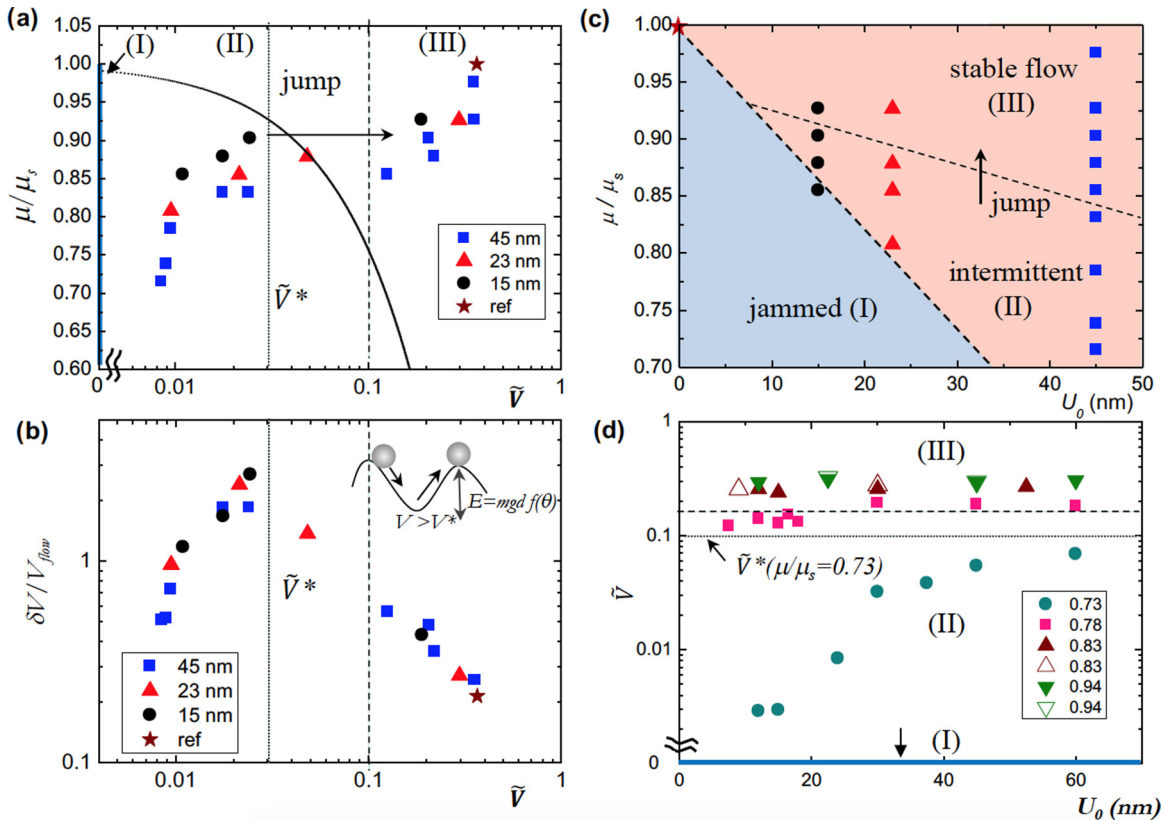 (a)
(I)
(II)
(III)
jump
1.00
0.95
0.90
0.85
0.80
0.75
0.70
0.65
0.60
μ/μs
Ṽ*
45 nm
23 nm
15 nm
ref
0
0.01
0.1
1
Ṽ
(b)
δV/Vflow
1
0.1
Ṽ*
V > V*
E=mgd f(θ)
45 nm
23 nm
15 nm
ref
0
0.01
0.1
1
Ṽ
(c)
1.00
0.95
0.90
0.85
0.80
0.75
0.70
μ/μs
stable flow
(III)
jump
intermittent
(II)
jammed (I)
0
10
20
30
40
50
U0 (nm)
(d)
1
0.1
0.01
0
Ṽ
(III)
Ṽ*(μ/μs=0.73)
(II)
0.73
0.78
0.83
0.83
0.94
0.94
(I)
0
20
40
60
U0 (nm)